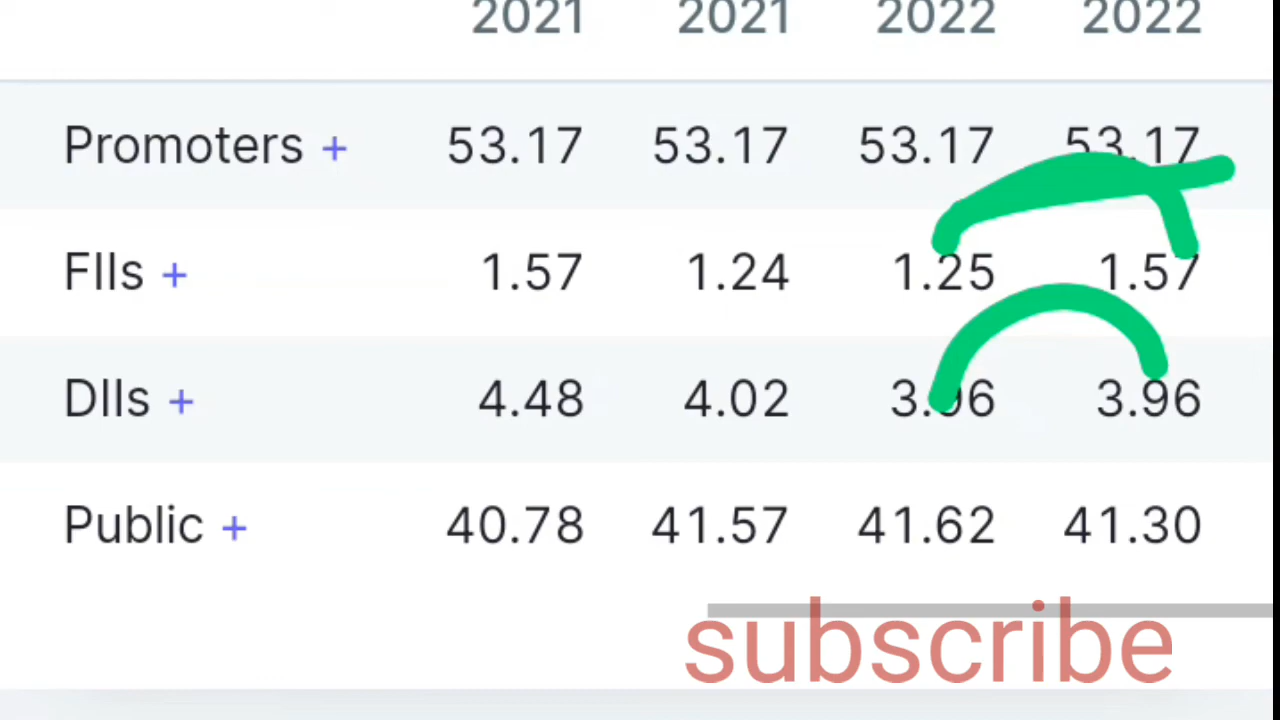 2021 2021 2022 2022
Promoters + 53.17 53.17 53.17 53.17
FIIs + 1.57 1.24 1.25 1.57
DIIs + 4.48 4.02 3.96 3.96
Public + 40.78 41.57 41.62 41.30
subscribe